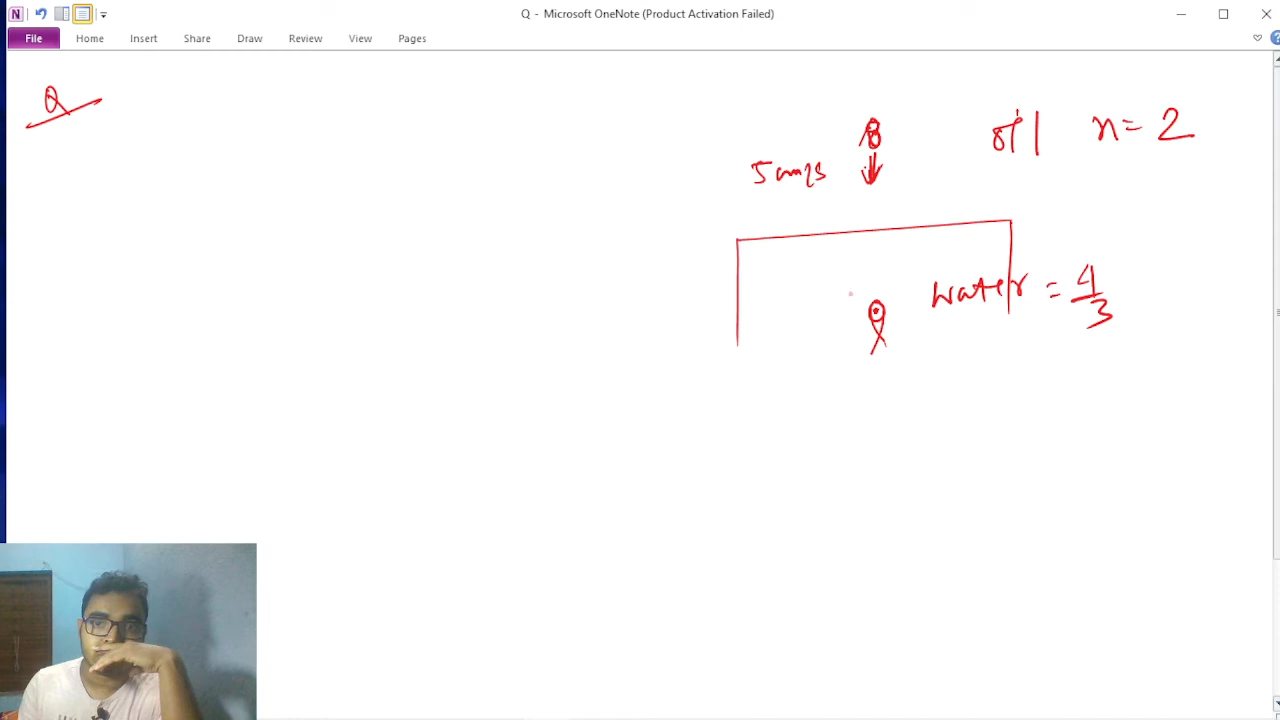 Q - Microsoft OneNote (Product Activation Failed)
File Home Insert Share Draw Review View Pages
Q
oil n = 2
5 cm/s
water = 4/3